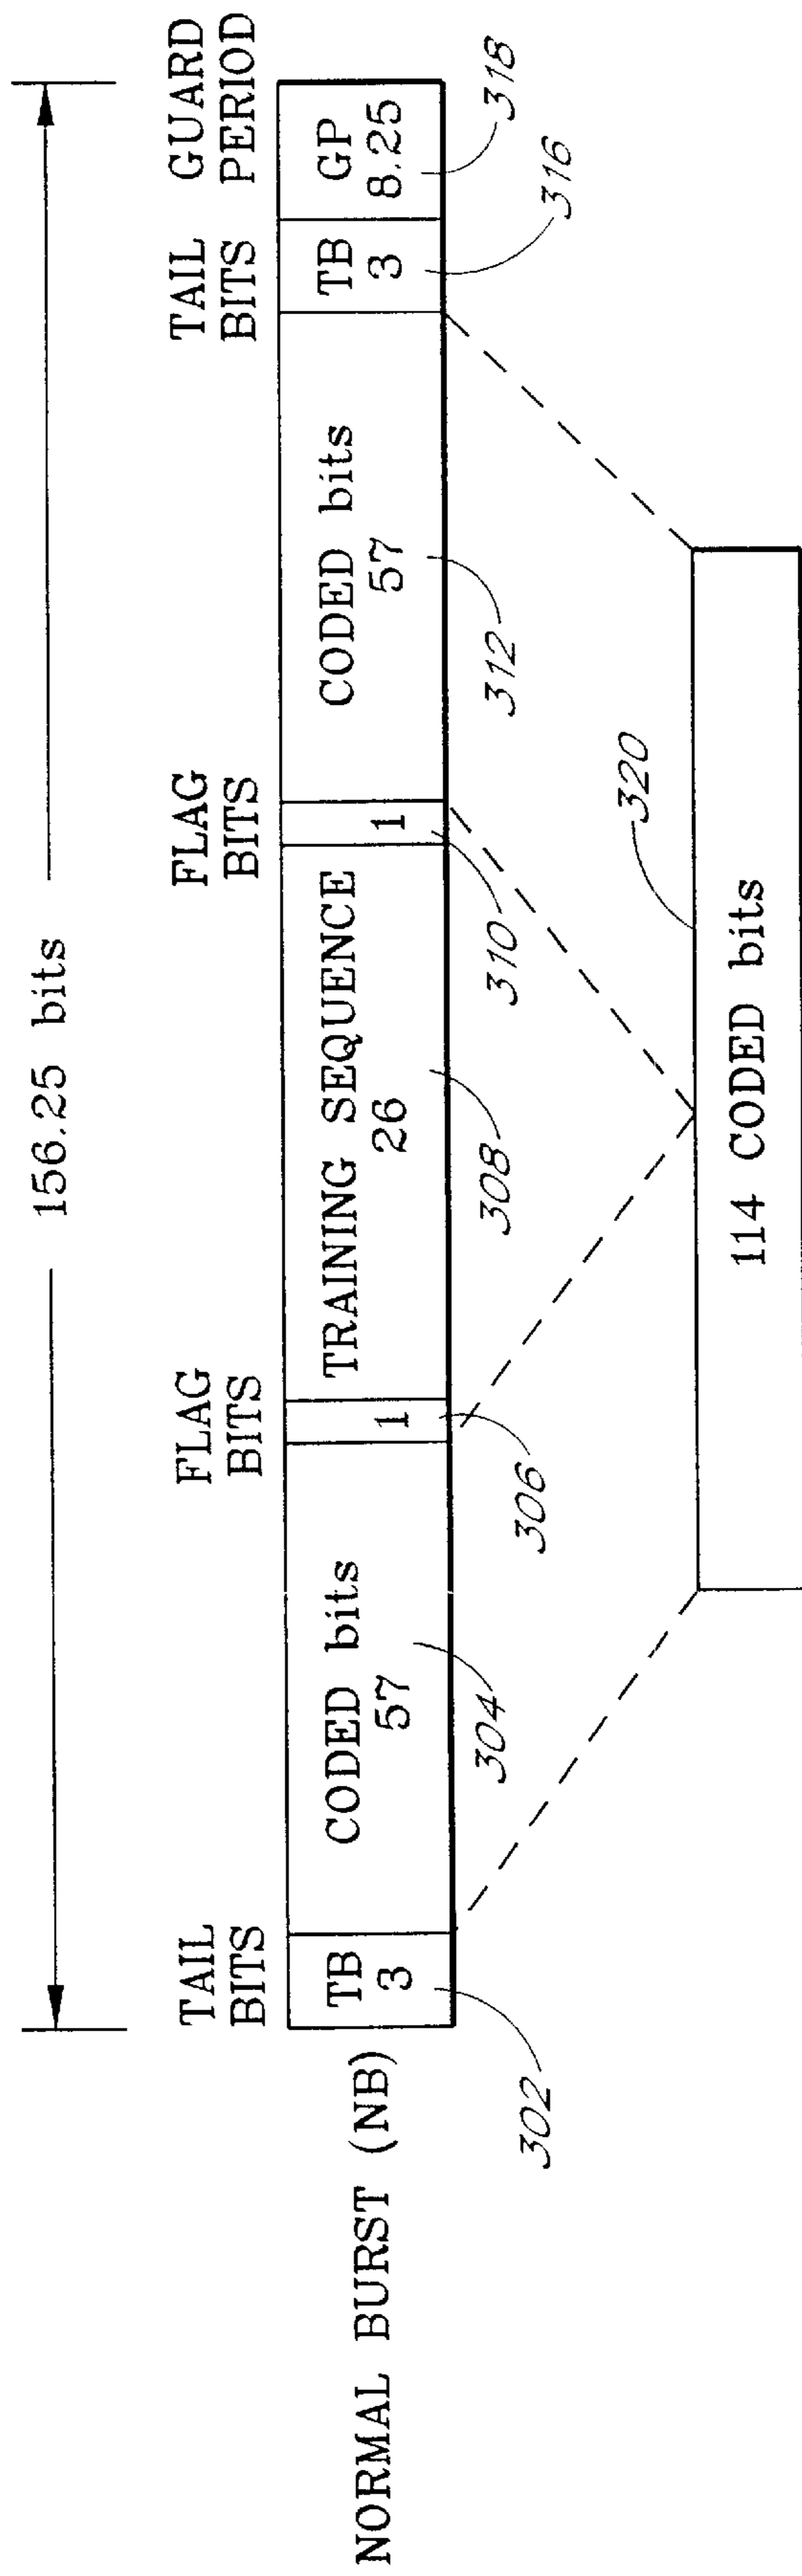 156.25 bits
TAIL
BITS
FLAG
BITS
FLAG
BITS
TAIL
BITS
GUARD
PERIOD
NORMAL BURST (NB)
TB
3
CODED bits
57
1
TRAINING SEQUENCE
26
1
CODED bits
57
TB
3
GP
8.25
302
304
306
308
310
312
316
318
320
114 CODED bits